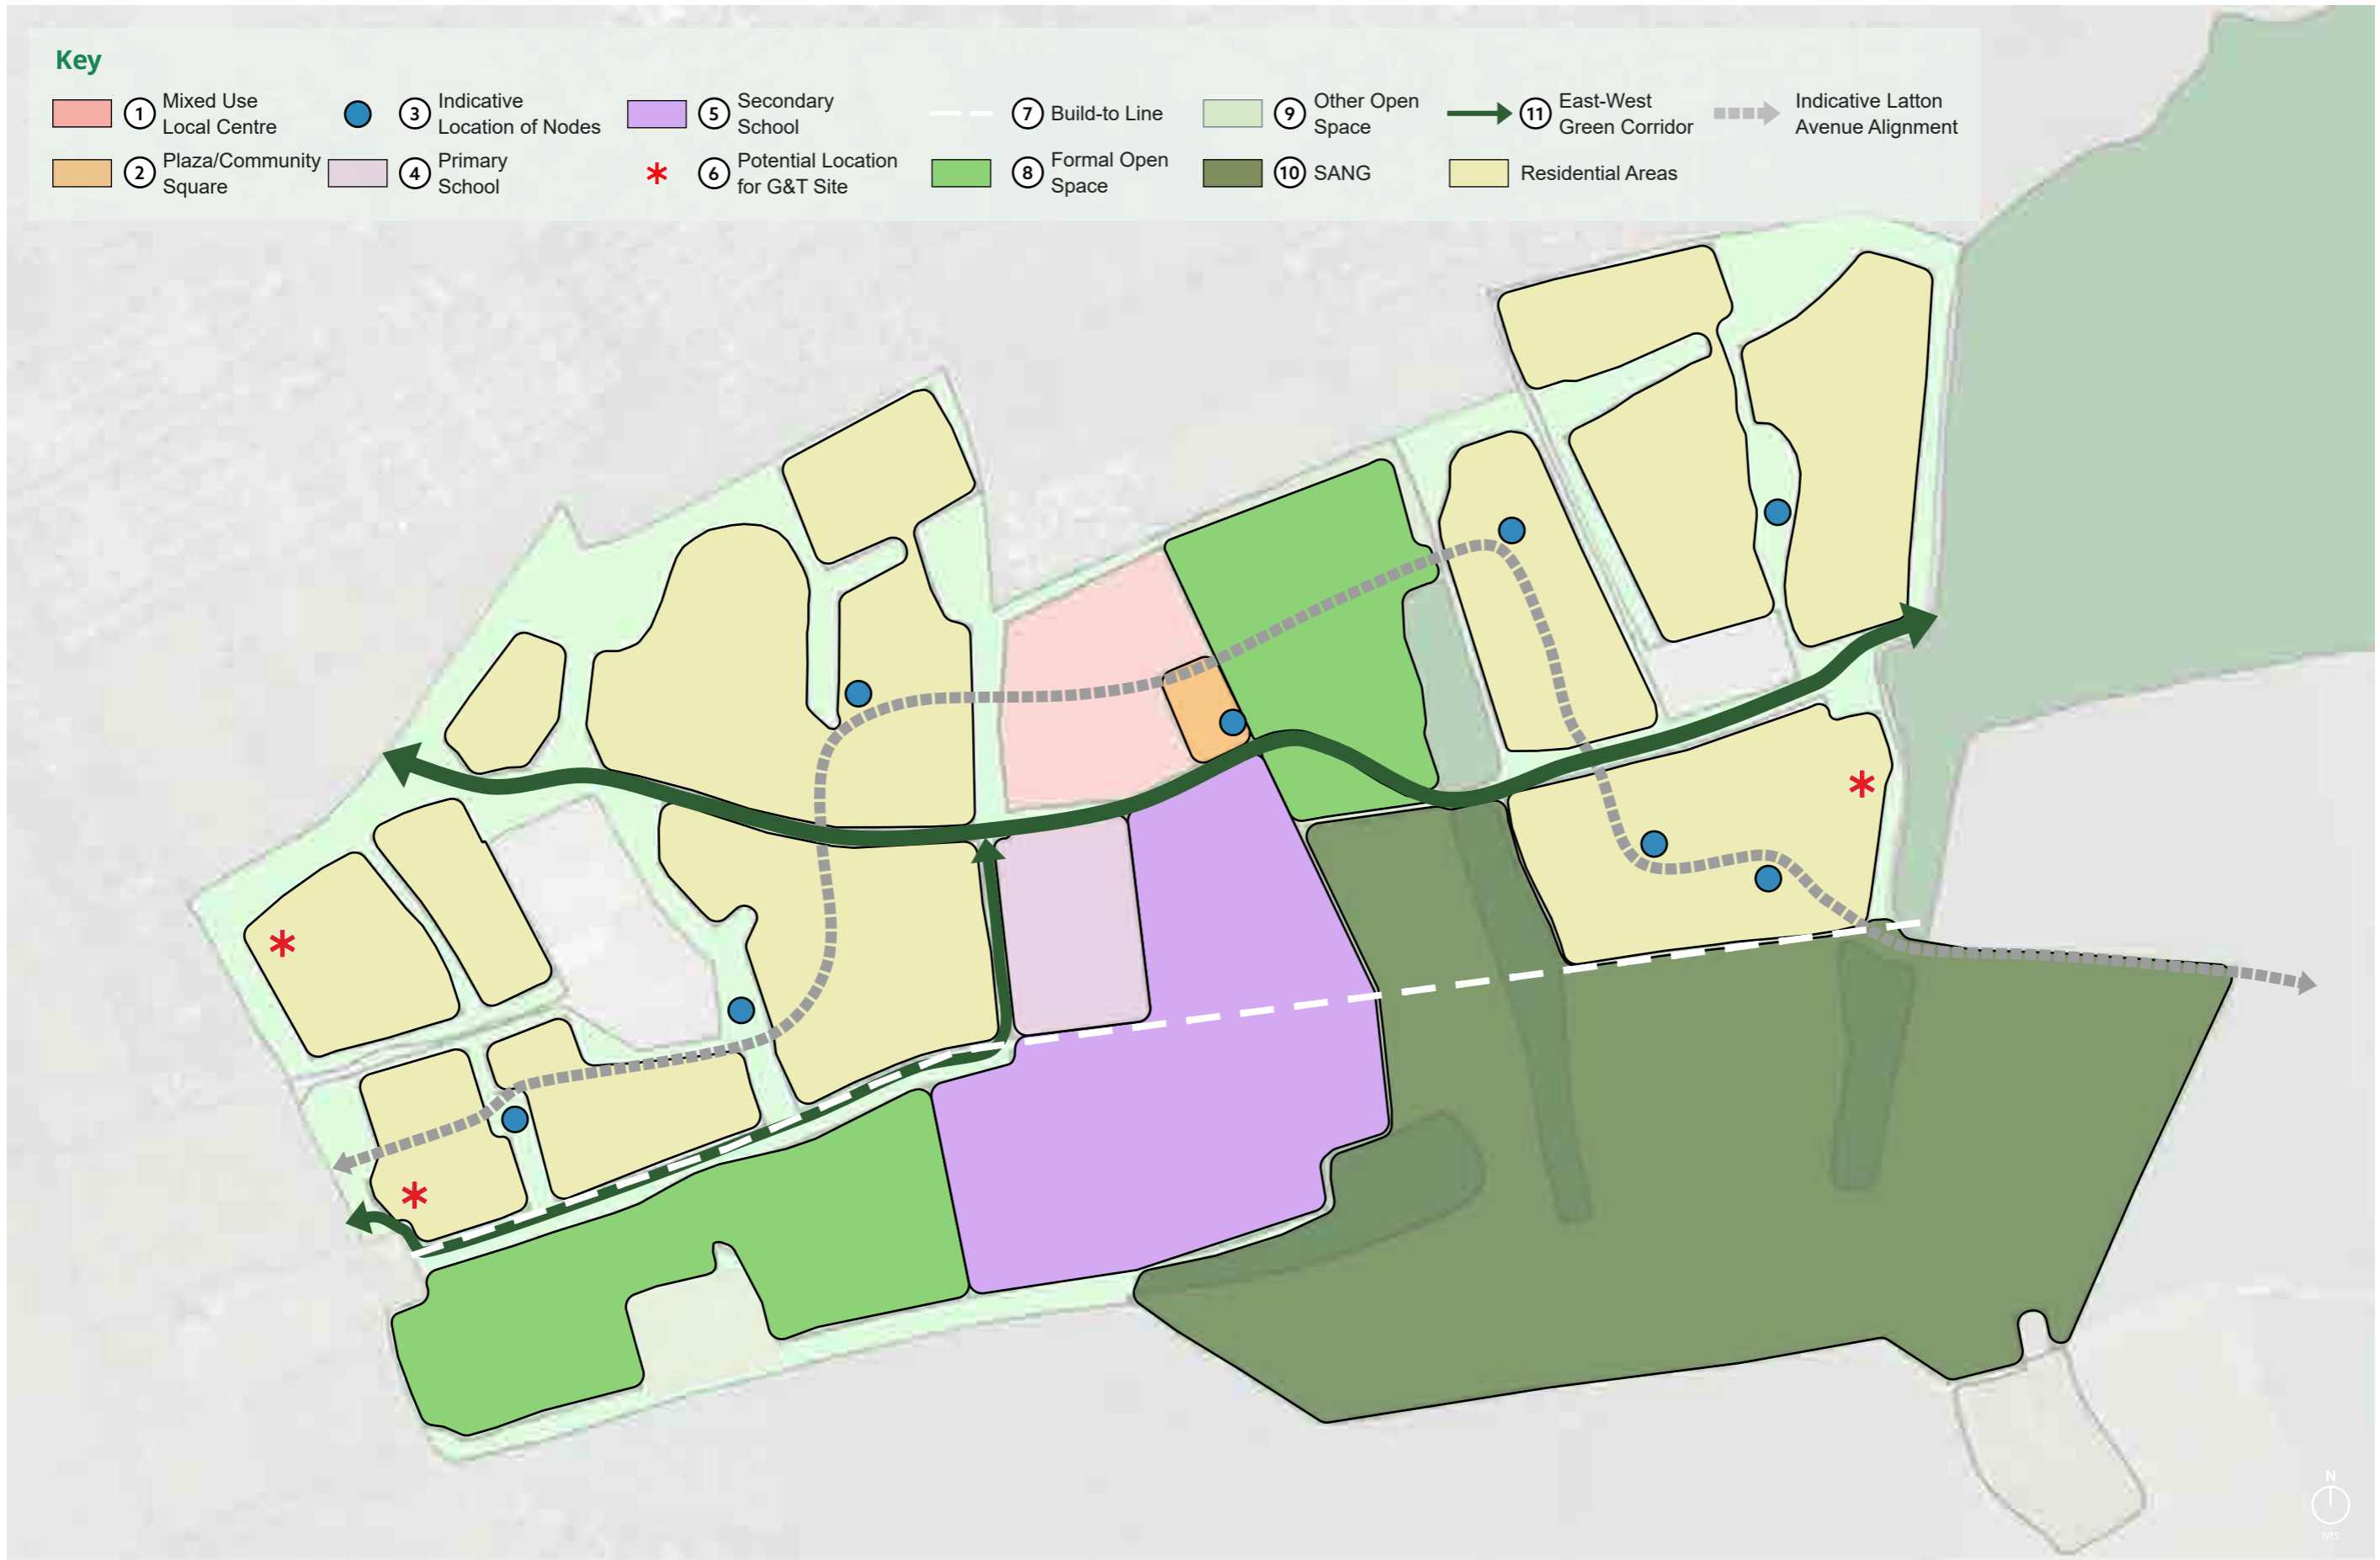 Key
1 Mixed Use
Local Centre
2 Plaza/Community
Square
3 Indicative
Location of Nodes
4 Primary
School
5 Secondary
School
6 Potential Location
for G&T Site
7 Build-to Line
8 Formal Open
Space
9 Other Open
Space
10 SANG
11 East-West
Green Corridor
Residential Areas
Indicative Latton
Avenue Alignment
N
NTS